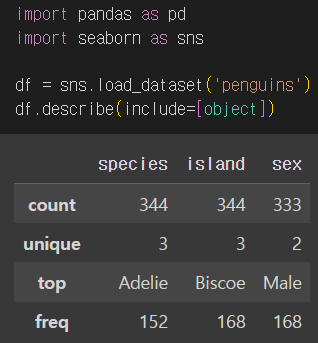 import pandas as pd
import seaborn as sns
df = sns.load_dataset('penguins')
df.describe(include=[object])
species island sex
count 344 344 333
unique 3 3 2
top Adelie Biscoe Male
freq 152 168 168